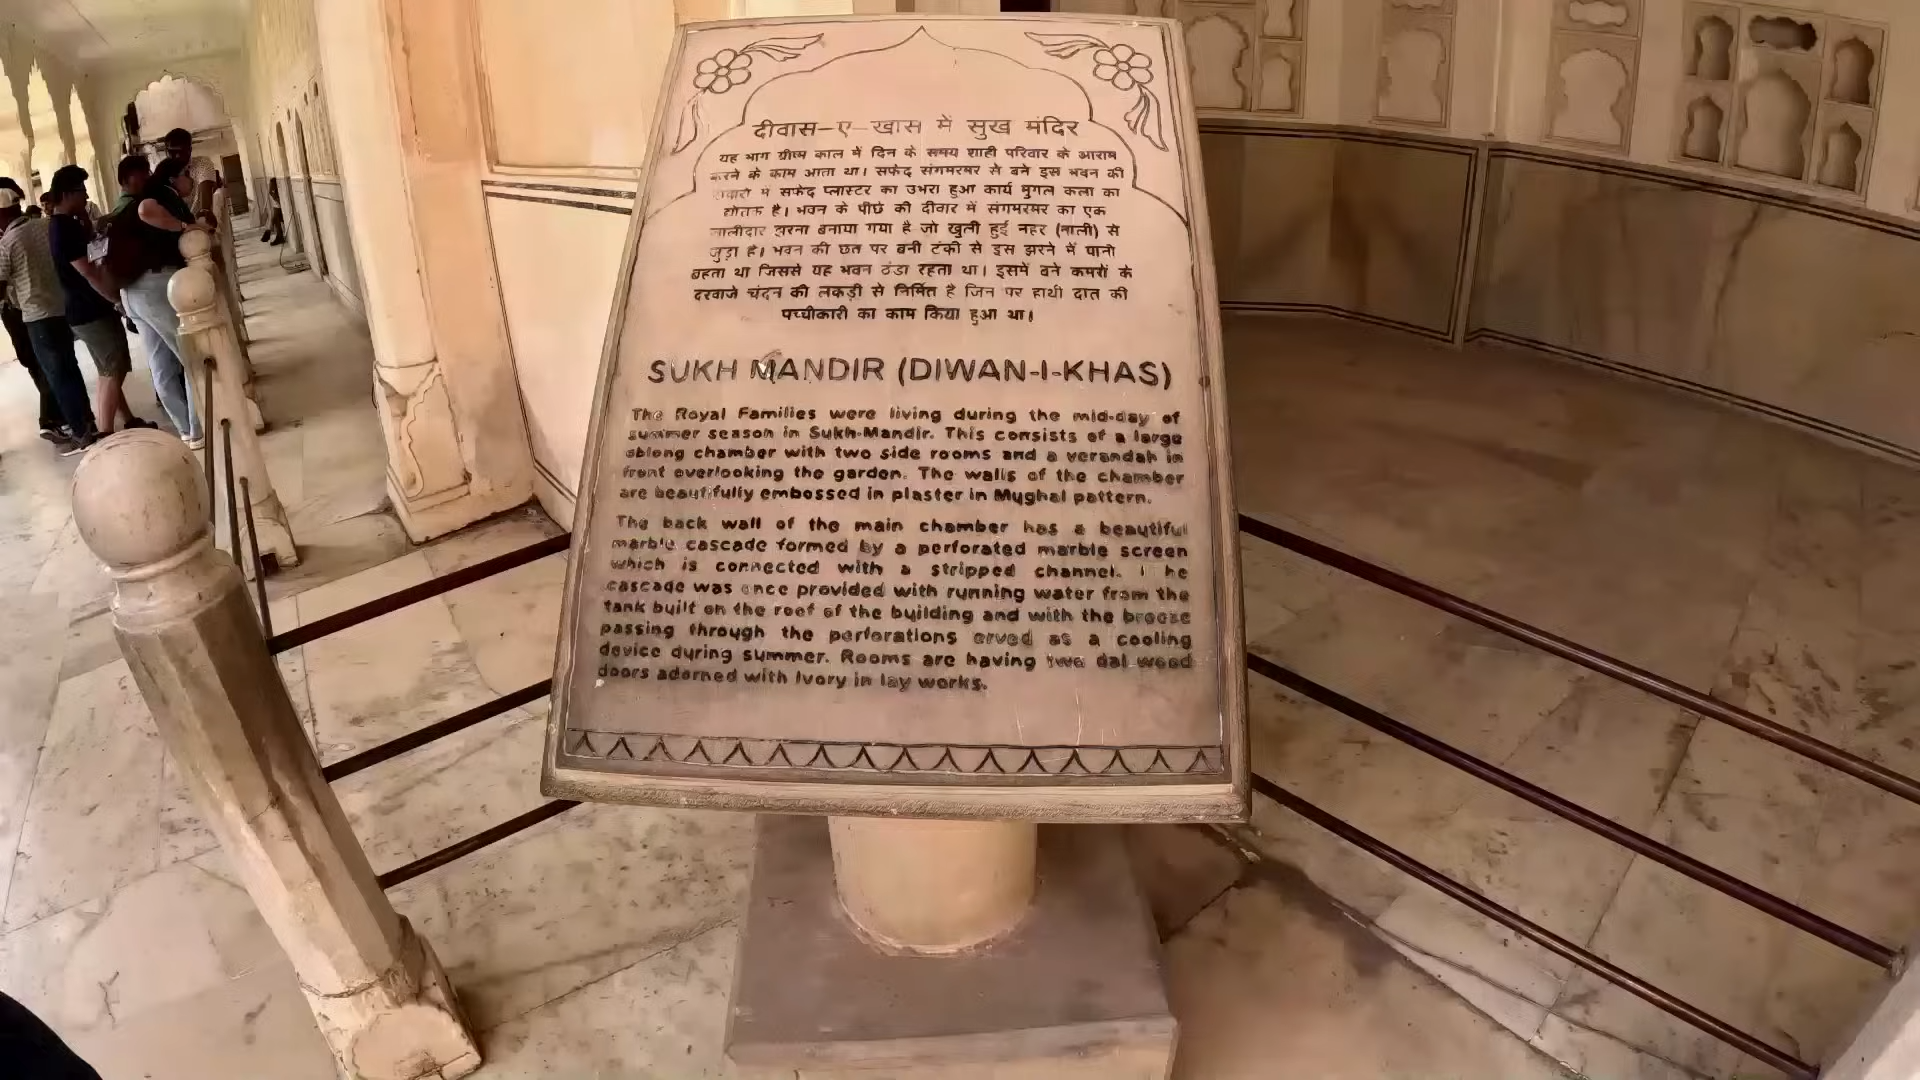 दीवास-ए-खास में सुख मंदिर
यह भाग ग्रीष्म काल में दिन के समय शाही परिवार के आराम
करने के काम आता था। सफेद संगमरमर से बने इस भवन की
में सफेद प्लास्टर का उभरा हुआ कार्य मुगल कला का
द्योतक है। भवन के पीछे की दीवार में संगमरमर का एक
जालीदार झरना बनाया गया है जो खुली हुई नहर (नाली) से
जुड़ा है। भवन की छत पर बनी टंकी से इस झरने में पानी
बहता था जिससे यह भवन ठंडा रहता था। इसमें बने कमरों के
दरवाजे चंदन की लकड़ी से निर्मित है जिन पर हाथी दात की
पच्चीकारी का काम किया हुआ था।
SUKH MANDIR (DIWAN-I-KHAS)
The Royal Families were living during the mid-day of
summer season in Sukh-Mandir. This consists of a large
oblong chamber with two side rooms and a verandah in
front overlooking the garden. The walls of the chamber
are beautifully embossed in plaster in Mughal pattern.
The back wall of the main chamber has a beautiful
marble cascade formed by a perforated marble screen
which is connected with a stripped channel. The
cascade was once provided with running water from the
tank built on the roof of the building and with the breeze
passing through the perforations erved as a cooling
device during summer. Rooms are having two dal wood
doors adorned with Ivory in lay works.